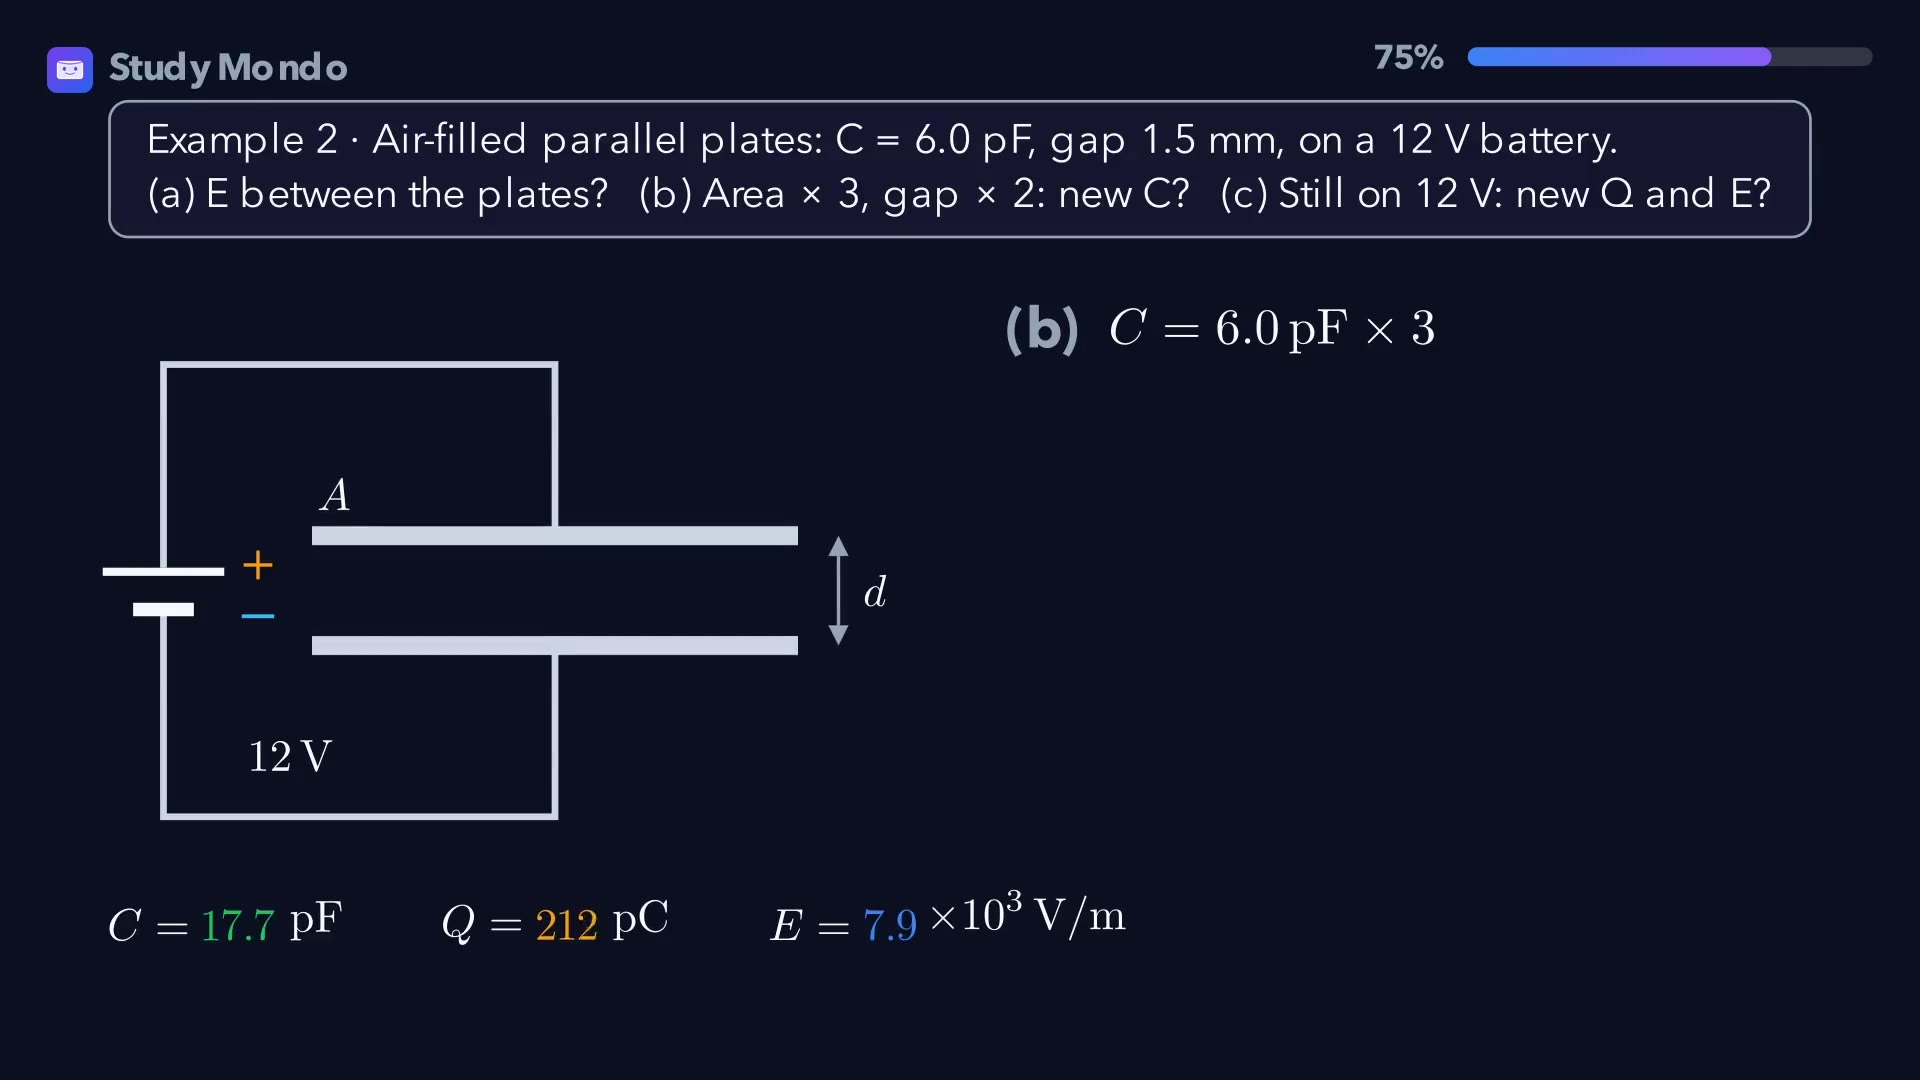 Study Mondo
75%
Example 2 · Air-filled parallel plates: C = 6.0 pF, gap 1.5 mm, on a 12 V battery.
(a) E between the plates? (b) Area × 3, gap × 2: new C? (c) Still on 12 V: new Q and E?
(b) C = 6.0 pF × 3
A
+
−
d
12 V
C = 17.7 pF Q = 212 pC E = 7.9 ×10³ V/m